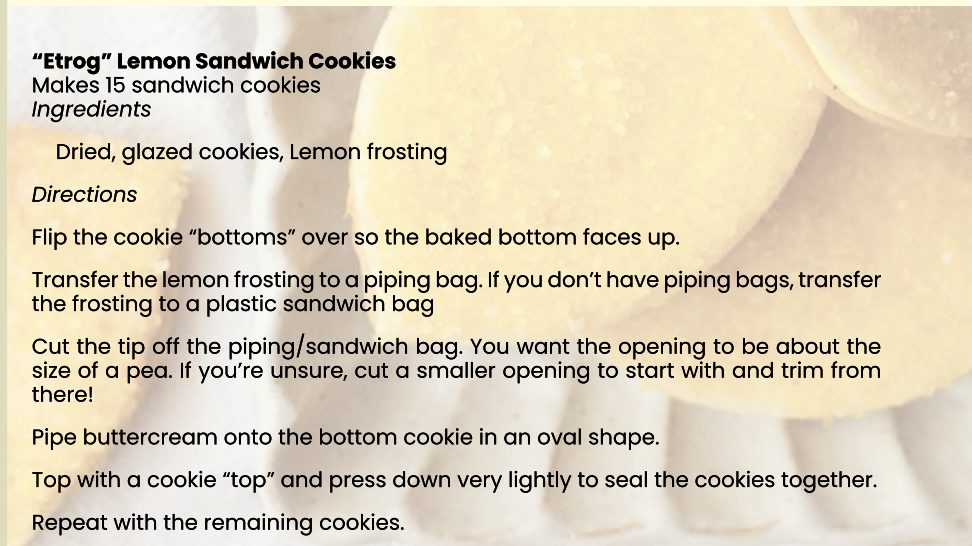 “Etrog” Lemon Sandwich Cookies
Makes 15 sandwich cookies
Ingredients
Dried, glazed cookies, Lemon frosting
Directions
Flip the cookie “bottoms” over so the baked bottom faces up.
Transfer the lemon frosting to a piping bag. If you don’t have piping bags, transfer
the frosting to a plastic sandwich bag
Cut the tip off the piping/sandwich bag. You want the opening to be about the
size of a pea. If you’re unsure, cut a smaller opening to start with and trim from
there!
Pipe buttercream onto the bottom cookie in an oval shape.
Top with a cookie “top” and press down very lightly to seal the cookies together.
Repeat with the remaining cookies.